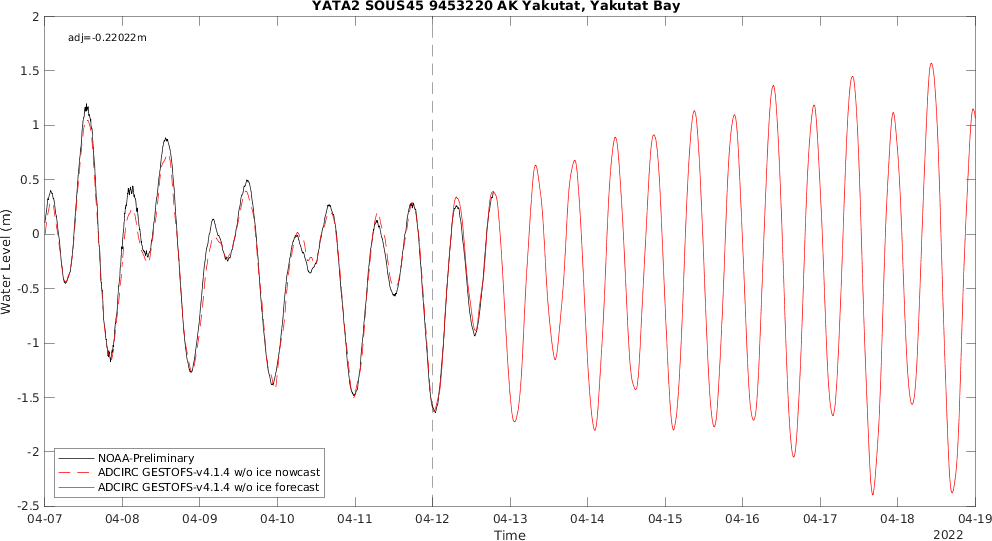 YATA2 SOUS45 9453220 AK Yakutat, Yakutat Bay
adj=-0.22022m
2
1.5
1
0.5
0
-0.5
-1
-1.5
-2
-2.5
Water Level (m)
NOAA-Preliminary
ADCIRC GESTOFS-v4.1.4 w/o ice nowcast
ADCIRC GESTOFS-v4.1.4 w/o ice forecast
04-07 04-08 04-09 04-10 04-11 04-12 04-13 04-14 04-15 04-16 04-17 04-18 04-19
Time
2022